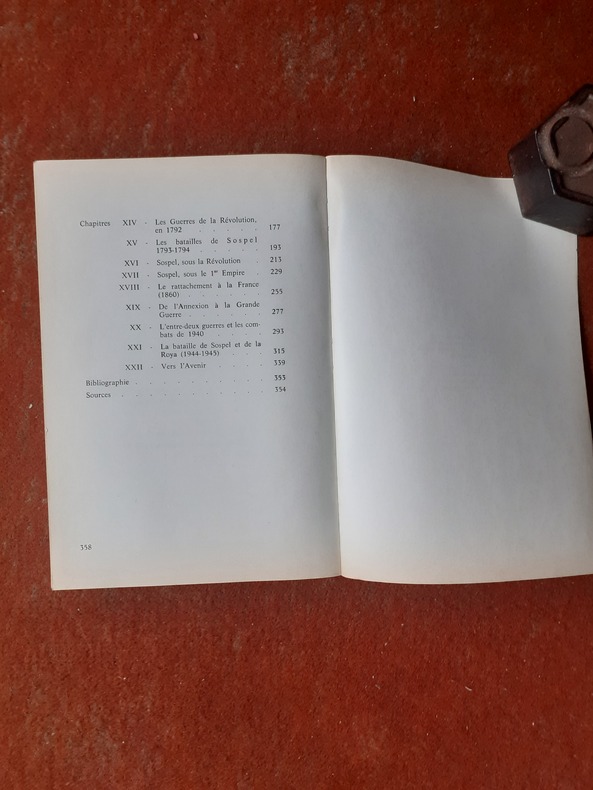 Chapitres XIV - Les Guerres de la Révolution,
en 1792 . . . . . 177
XV - Les batailles de Sospel
1793-1794 . . . . 193
XVI - Sospel, sous la Révolution . 213
XVII - Sospel, sous le 1er Empire . 229
XVIII - Le rattachement à la France
(1860) . . . . . . 255
XIX - De l'Annexion à la Grande
Guerre . . . . . . 277
XX - L'entre-deux guerres et les com-
bats de 1940 . . . . 293
XXI - La bataille de Sospel et de la
Roya (1944-1945) . . . 315
XXII - Vers l'Avenir . . . . 339
Bibliographie . . . . . . . . . 353
Sources . . . . . . . . . . 354
358